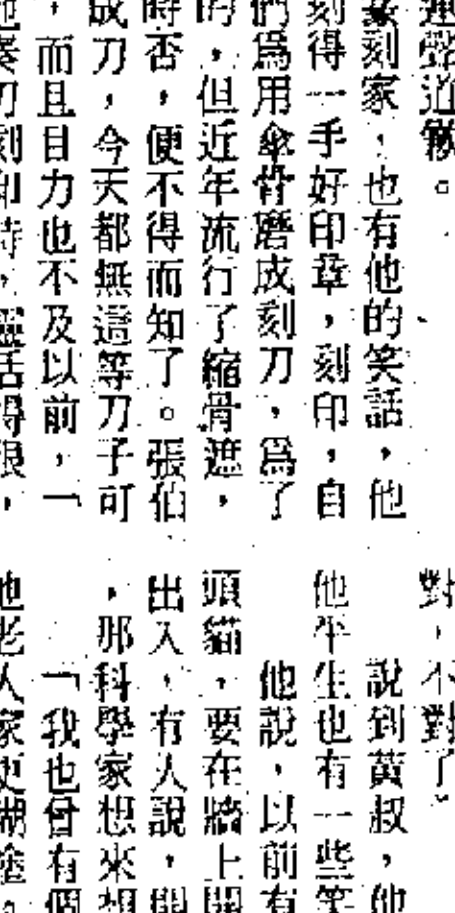 連聲道歉。
篆刻家，也有他的笑話，他
刻得一手好印章，刻印，自
們爲用傘骨磨成刻刀，爲了
的，但近年流行了縮骨遮，
時否，便不得而知了。張伯
成刀，今天都無這等刀子可
，而且目力也不及以前，一
刻印時，靈活得很，
對，不對了
說到黃叔，他
他平生也有一些笑
他說，以前有
頭貓，要在牆上開
出入，有人說，開
，那科學家想來想
「我也曾有個
他老人家更糊塗。